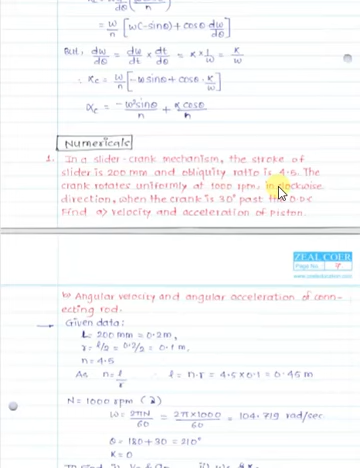 = ω/n [ω(-sinθ) + cosθ dω/dθ]
But, dω/dθ = dω/dt × dt/dθ = α × 1/ω = α/ω
∴ αc = ω/n [-ω sinθ + cosθ · α/ω]
αc = -ω² sinθ/n + α cosθ/n
Numericals
1. In a slider-crank mechanism, the stroke of
slider is 200 mm and obliquity ratio is 4.5. The
crank rotates uniformly at 1000 rpm, in clockwise
direction, when the crank is 30° past the O.D.C
Find a) velocity and acceleration of piston.
ZEAL COER
Page No. 7
b) Angular velocity and angular acceleration of conn-
ecting rod.
→ Given data:
L = 200 mm = 0.2 m,
r = L/2 = 0.2/2 = 0.1 m,
n = 4.5
As n = l/r ∴ l = n·r = 4.5 × 0.1 = 0.45 m
N = 1000 rpm
ω = 2πN/60 = 2π×1000/60 = 104.719 rad/sec
θ = 180 + 30 = 210°
α = 0